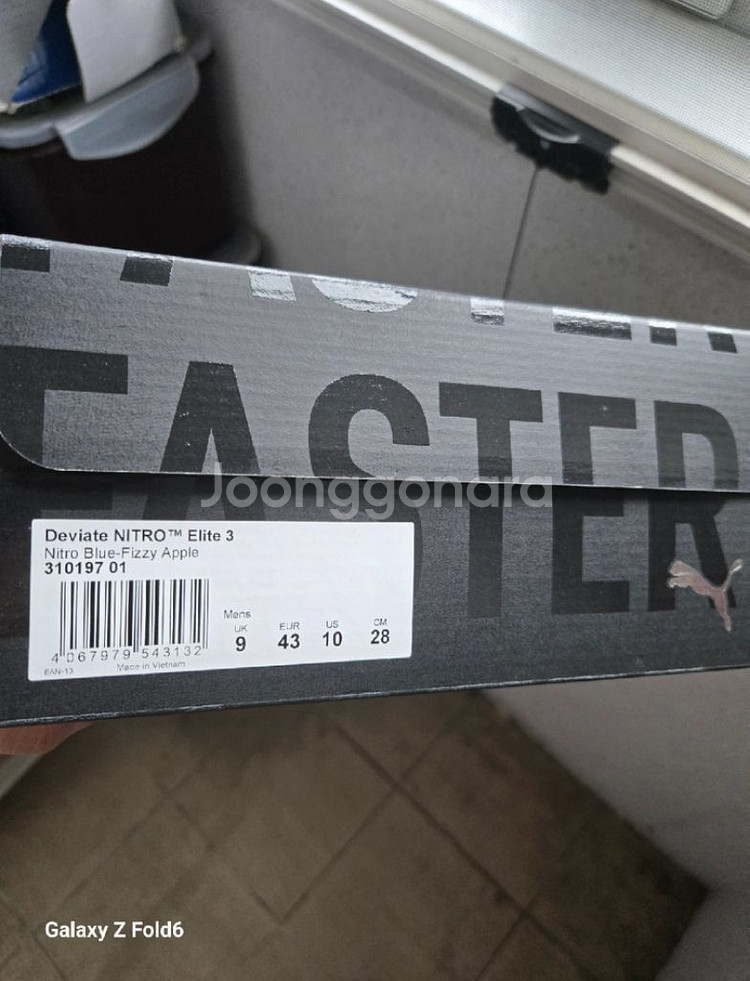 FASTER
FASTER
Joonggonara
Deviate NITRO™ Elite 3
Nitro Blue-Fizzy Apple
310197 01
Mens
UK EUR US CM
9 43 10 28
4 067979 543132
EAN-13 Made in Vietnam
Galaxy Z Fold6